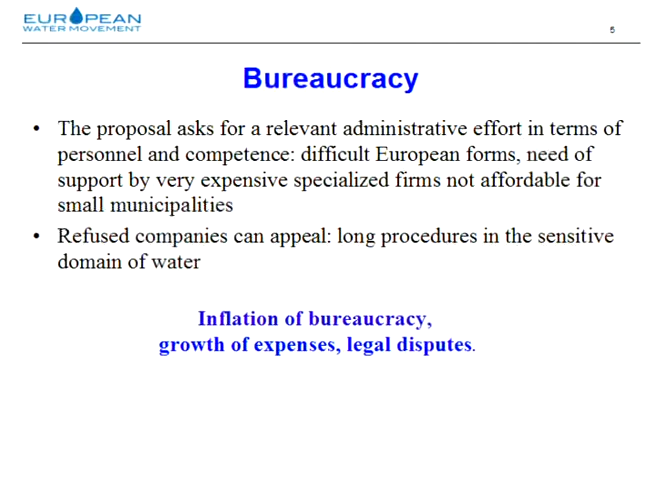 EUROPEAN
WATER MOVEMENT
5
Bureaucracy
• The proposal asks for a relevant administrative effort in terms of
personnel and competence: difficult European forms, need of
support by very expensive specialized firms not affordable for
small municipalities
• Refused companies can appeal: long procedures in the sensitive
domain of water
Inflation of bureaucracy,
growth of expenses, legal disputes.